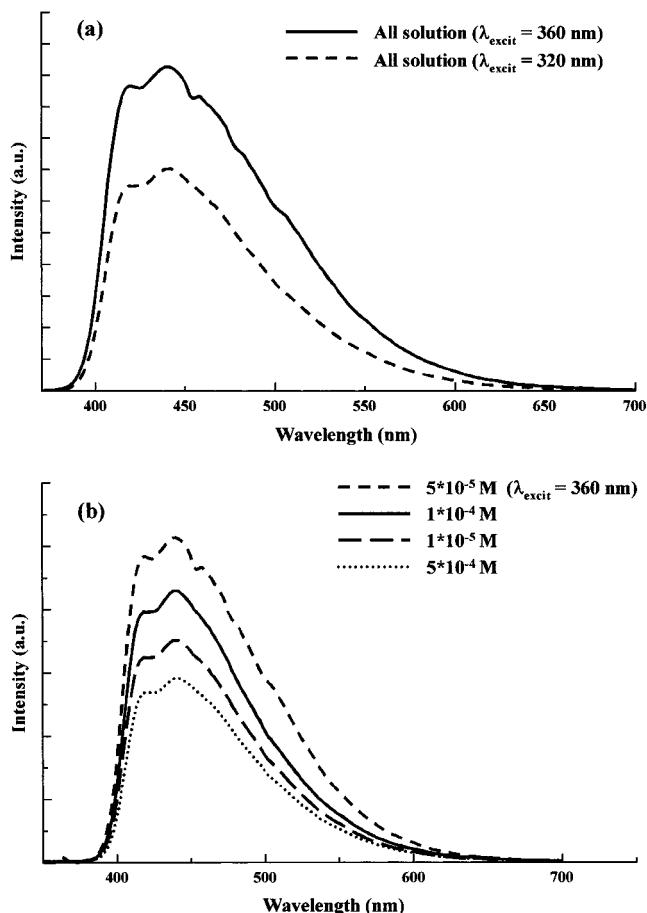 (a)
All solution (λexcit = 360 nm)
All solution (λexcit = 320 nm)
Intensity (a.u.)
400 450 500 550 600 650 700
Wavelength (nm)
(b)
5*10-5 M (λexcit = 360 nm)
1*10-4 M
1*10-5 M
5*10-4 M
Intensity (a.u.)
400 500 600 700
Wavelength (nm)